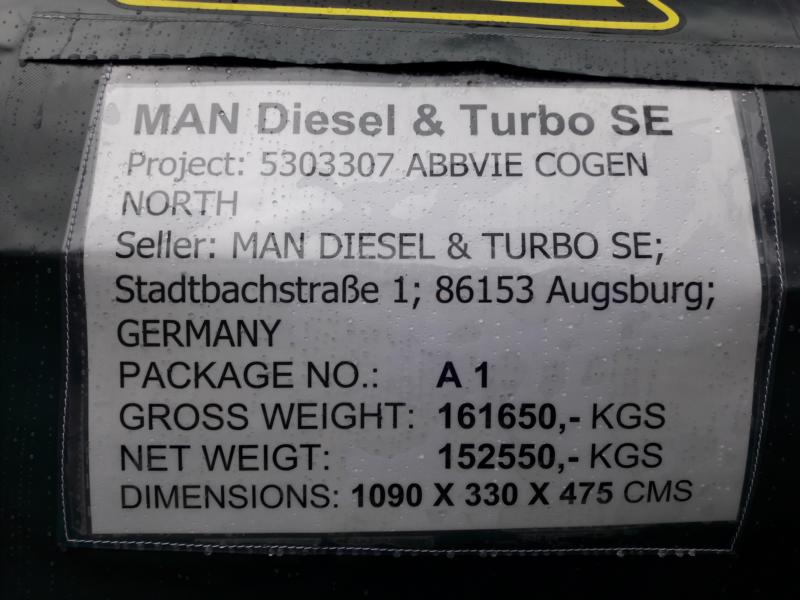 MAN Diesel & Turbo SE
Project: 5303307 ABBVIE COGEN
NORTH
Seller: MAN DIESEL & TURBO SE;
Stadtbachstraße 1; 86153 Augsburg;
GERMANY
PACKAGE NO.: A 1
GROSS WEIGHT: 161650,- KGS
NET WEIGT: 152550,- KGS
DIMENSIONS: 1090 X 330 X 475 CMS